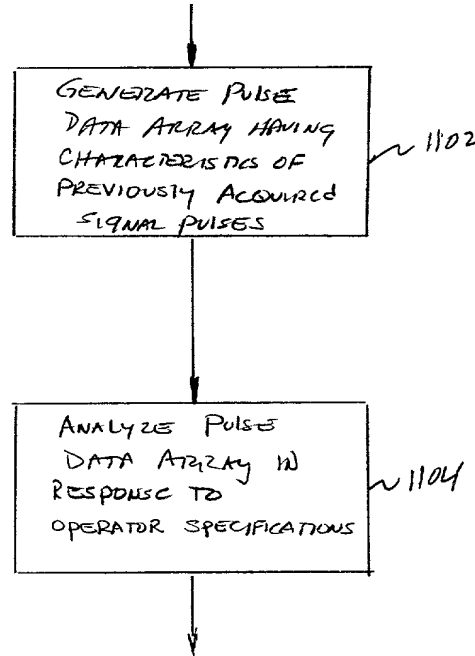 GENERATE PULSE
DATA ARRAY HAVING
CHARACTERISTICS OF
PREVIOUSLY ACQUIREd
SIGNAL PULSES
1102
ANALYZE PULSE
DATA ARRAY IN
RESPONSE TO
OPERATOR SPECIFICATIONS
1104